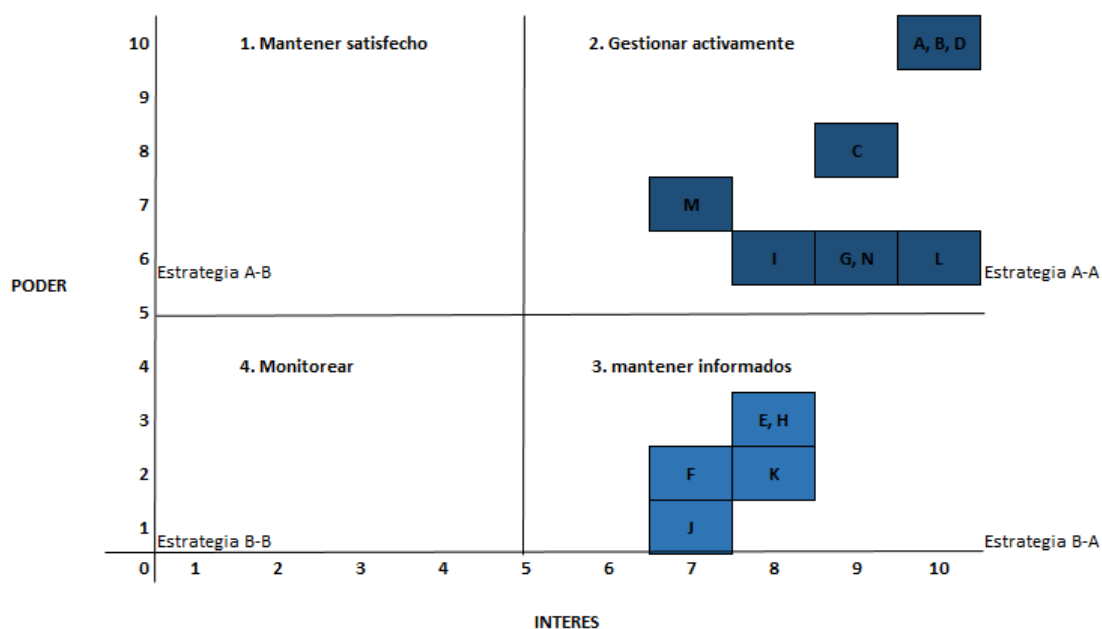 10 1. Mantener satisfecho 2. Gestionar activamente A, B, D
9
8 C
7 M
6 Estrategia A-B I G, N L Estrategia A-A
PODER
5
4 4. Monitorear 3. mantener informados
3 E, H
2 F K
1 J
Estrategia B-B Estrategia B-A
0 1 2 3 4 5 6 7 8 9 10
INTERES